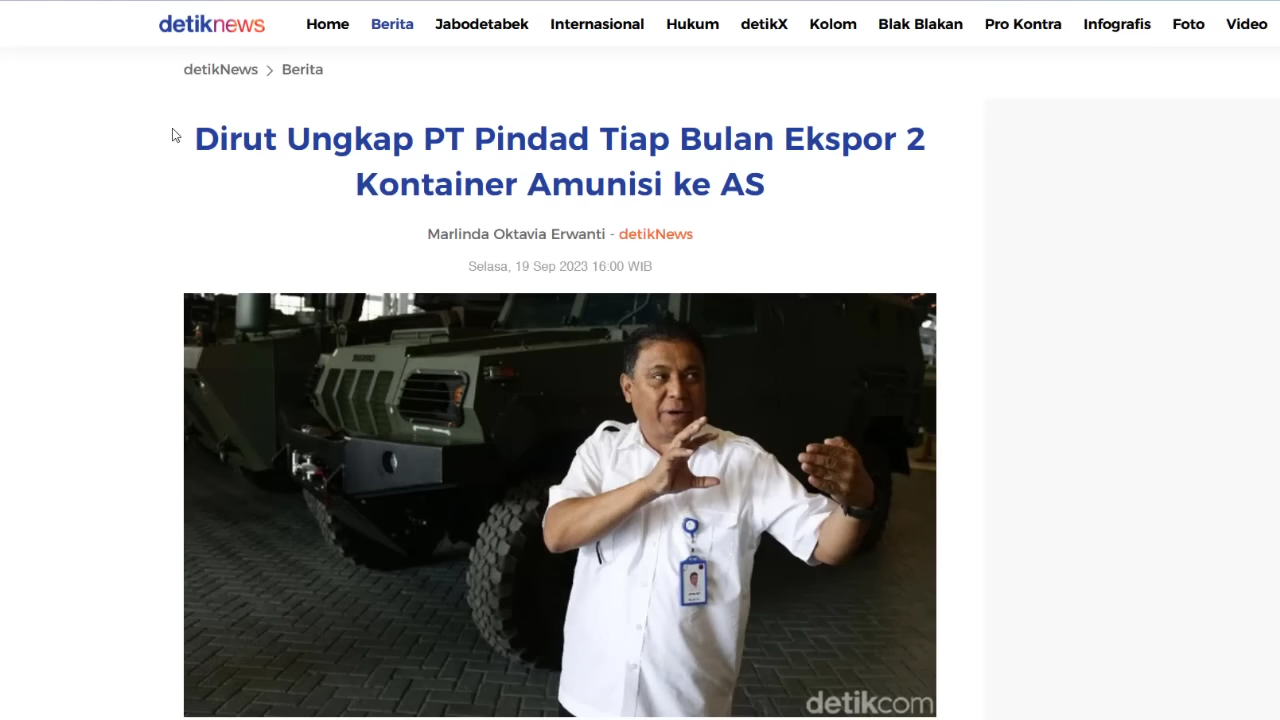 detiknews
Home Berita Jabodetabek Internasional Hukum detikX Kolom Blak Blakan Pro Kontra Infografis Foto Video
detikNews > Berita
Dirut Ungkap PT Pindad Tiap Bulan Ekspor 2
Kontainer Amunisi ke AS
Marlinda Oktavia Erwanti - detikNews
Selasa, 19 Sep 2023 16:00 WIB
detikcom